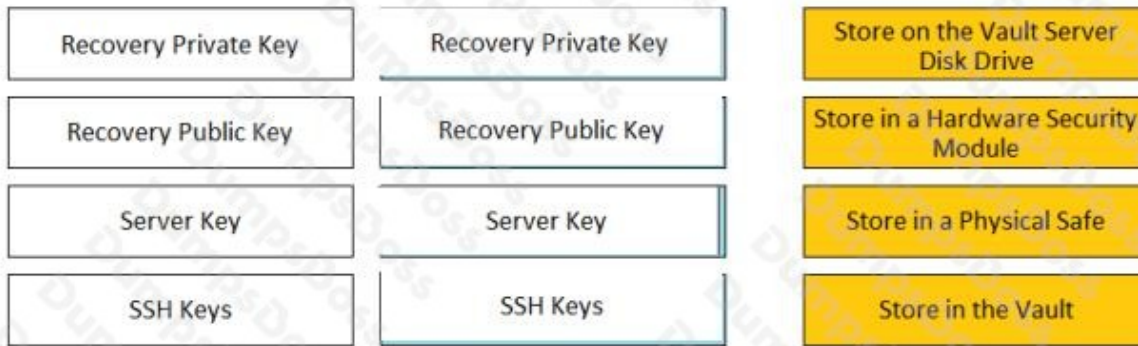 Recovery Private Key Recovery Private Key Store on the Vault Server
Disk Drive
Recovery Public Key Recovery Public Key Store in a Hardware Security
Module
Server Key Server Key Store in a Physical Safe
SSH Keys SSH Keys Store in the Vault
DumpsDoss